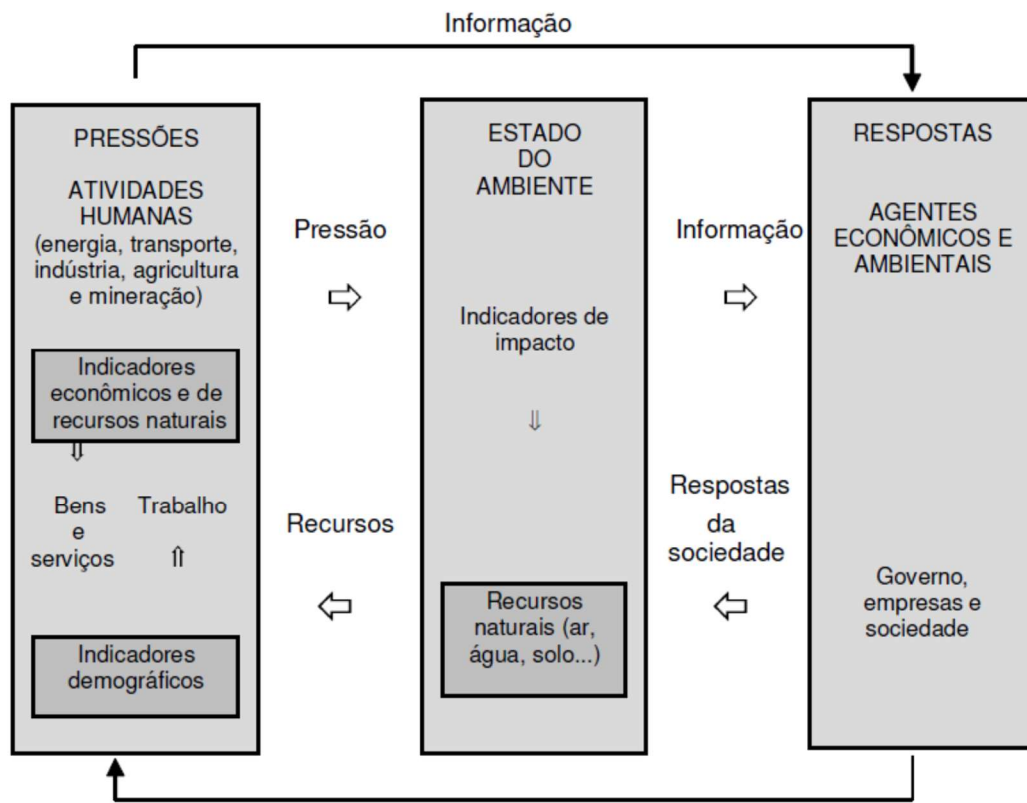 Informação
PRESSÕES
ATIVIDADES
HUMANAS
(energia, transporte,
indústria, agricultura
e mineração)
Indicadores
econômicos e de
recursos naturais
⇓
Bens
e
serviços
Trabalho
⇑
Indicadores
demográficos
Pressão
⇨
Recursos
⇦
ESTADO
DO
AMBIENTE
Indicadores de
impacto
⇓
Recursos
naturais (ar,
água, solo...)
Informação
⇨
Respostas
da
sociedade
⇦
RESPOSTAS
AGENTES
ECONÔMICOS E
AMBIENTAIS
Governo,
empresas e
sociedade